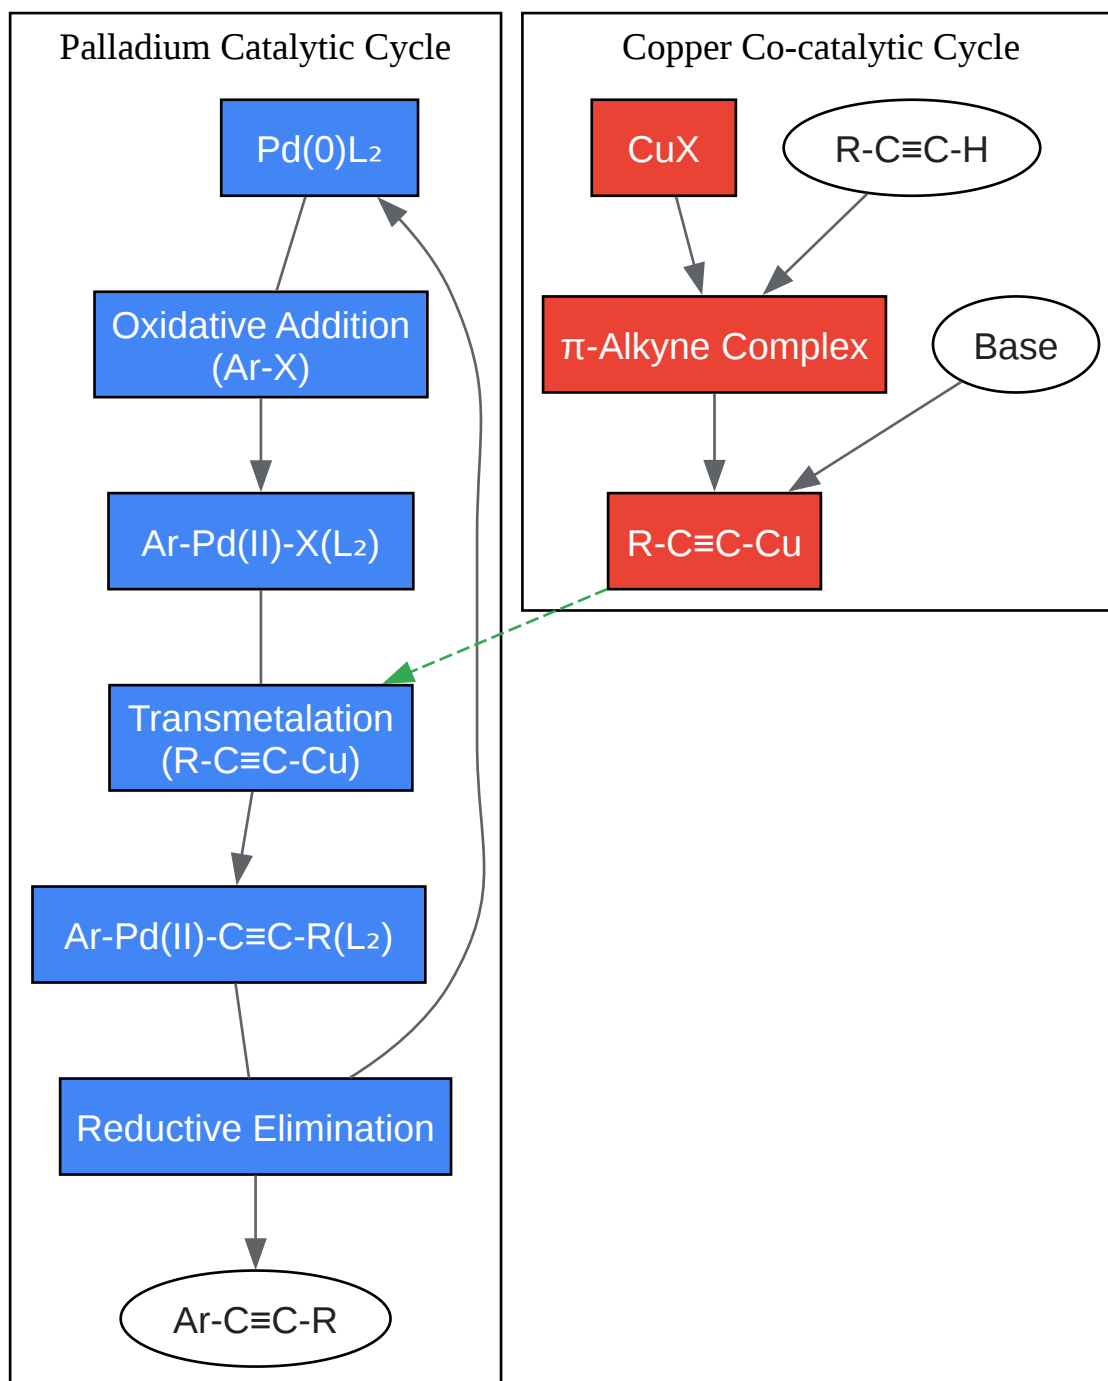 Palladium Catalytic Cycle
Pd(0)L₂
Oxidative Addition
(Ar-X)
Ar-Pd(II)-X(L₂)
Transmetalation
(R-C≡C-Cu)
Ar-Pd(II)-C≡C-R(L₂)
Reductive Elimination
Ar-C≡C-R
Copper Co-catalytic Cycle
CuX
R-C≡C-H
π-Alkyne Complex
Base
R-C≡C-Cu